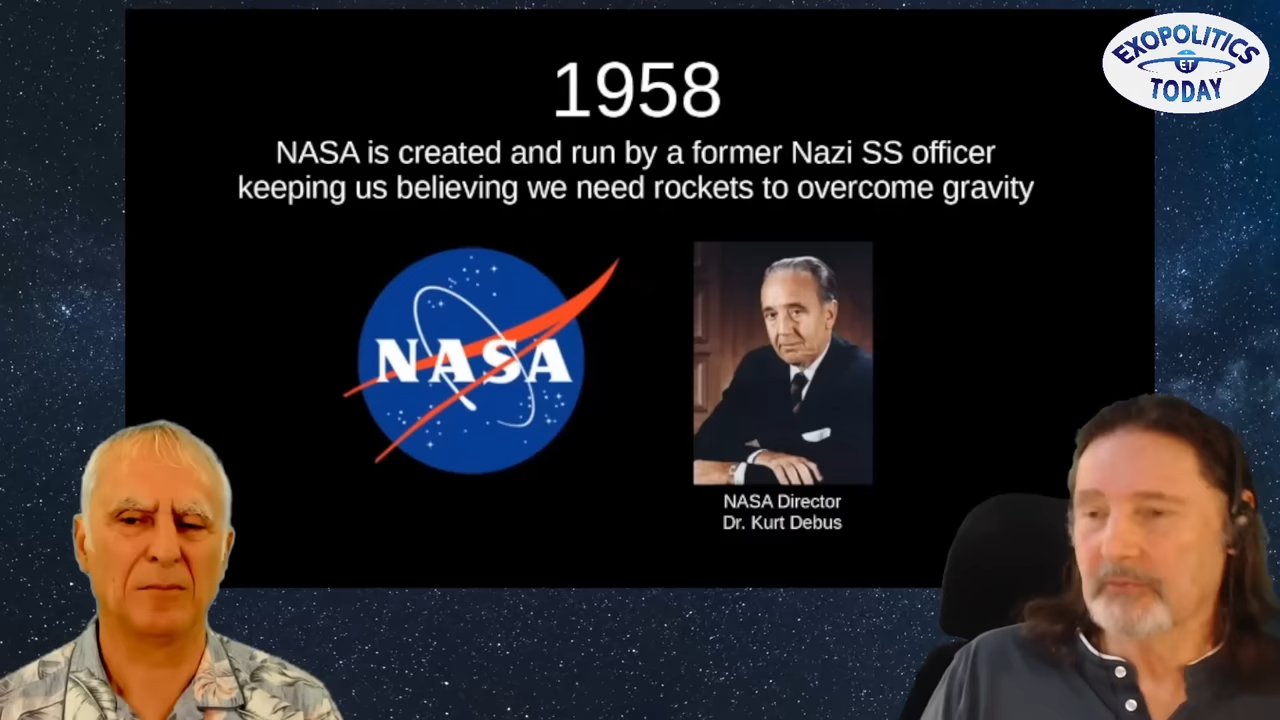 EXOPOLITICS
ET
TODAY
1958
NASA is created and run by a former Nazi SS officer
keeping us believing we need rockets to overcome gravity
NASA
NASA Director
Dr. Kurt Debus